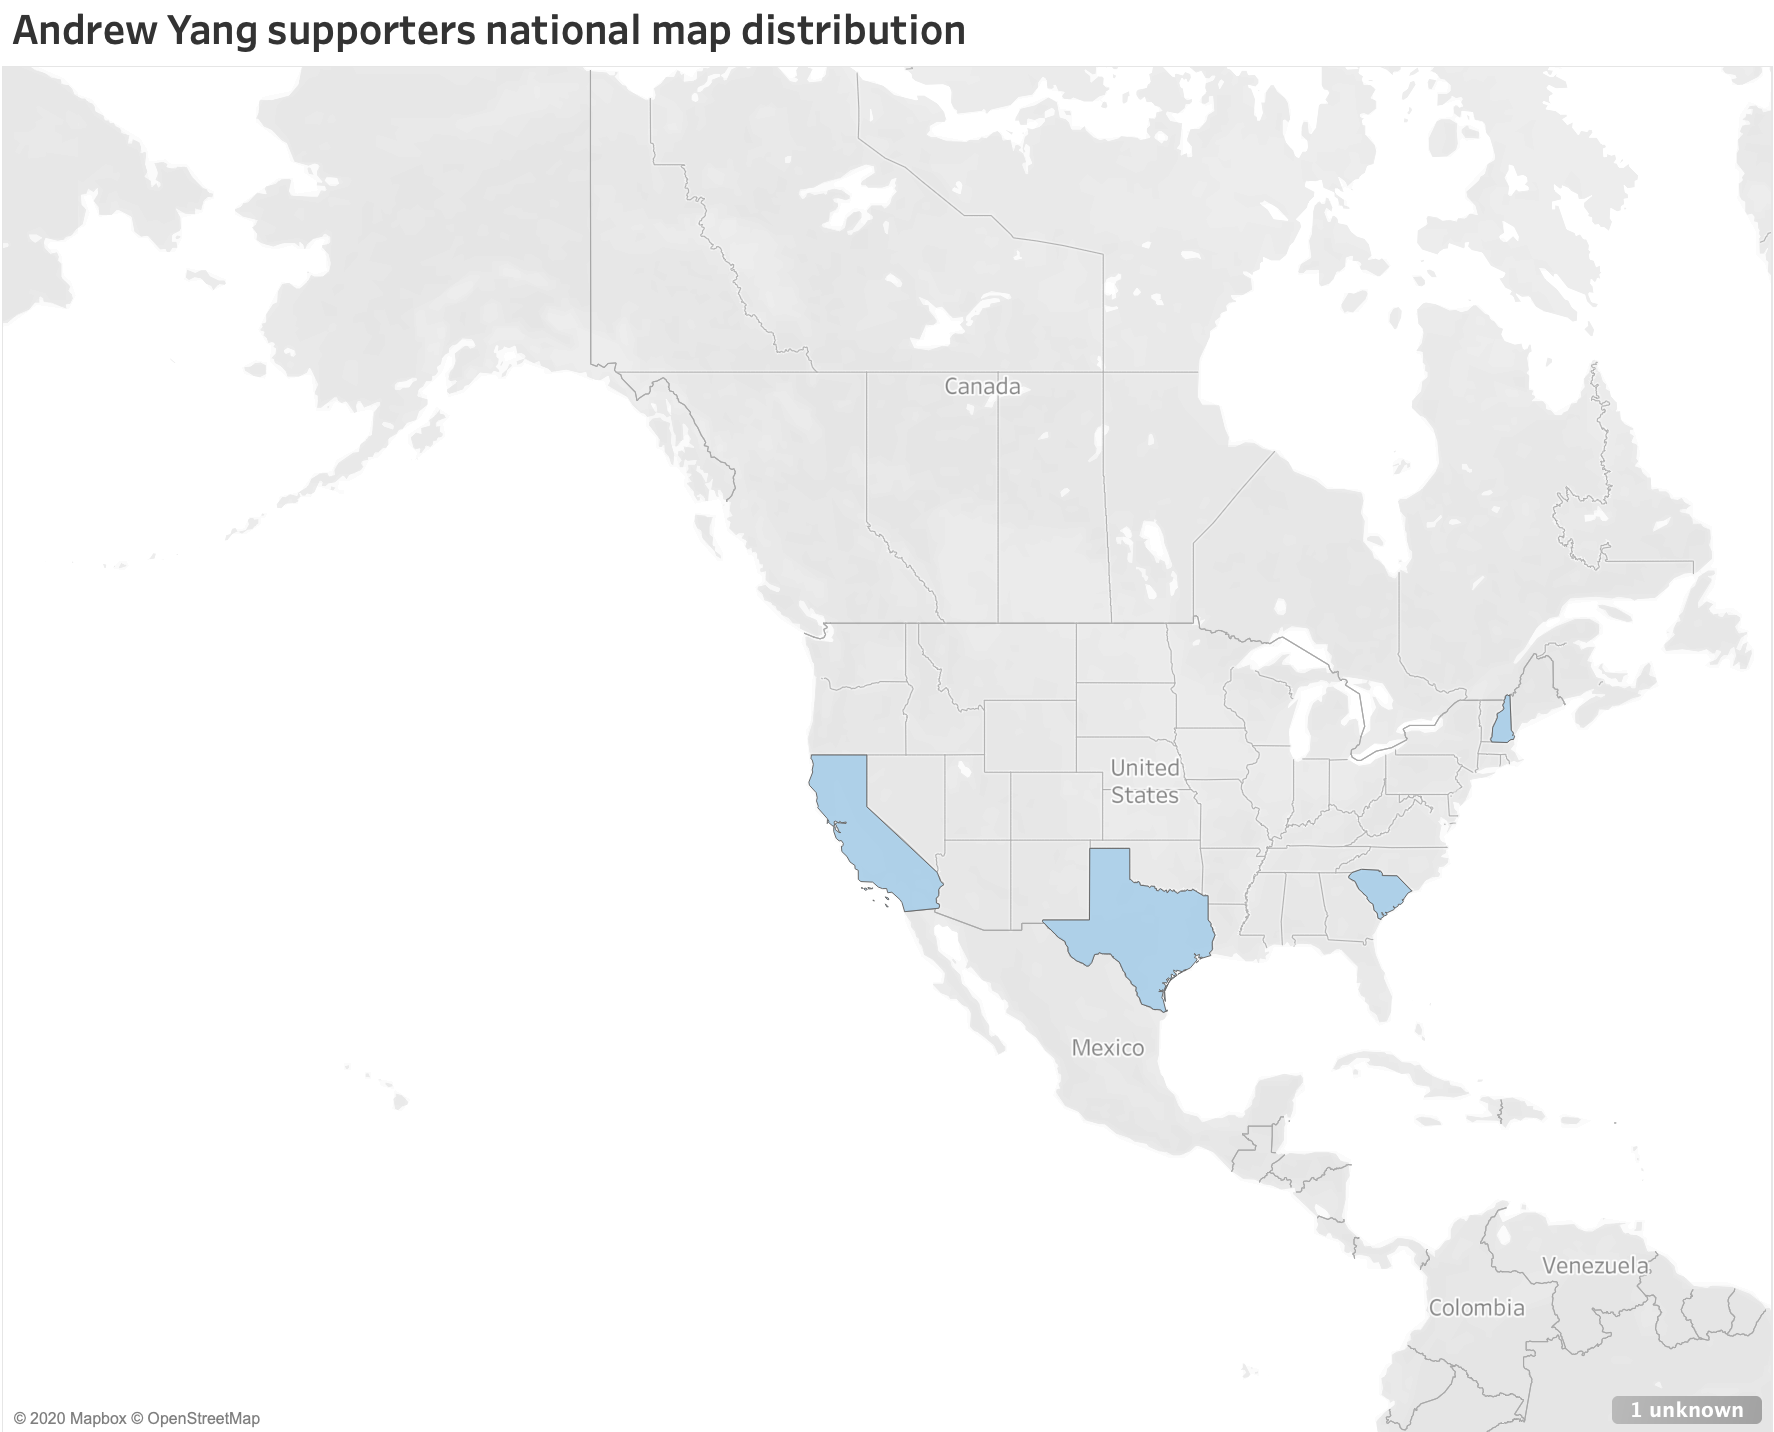 Andrew Yang supporters national map distribution
Canada
United
States
Mexico
Venezuela
Colombia
© 2020 Mapbox © OpenStreetMap
1 unknown